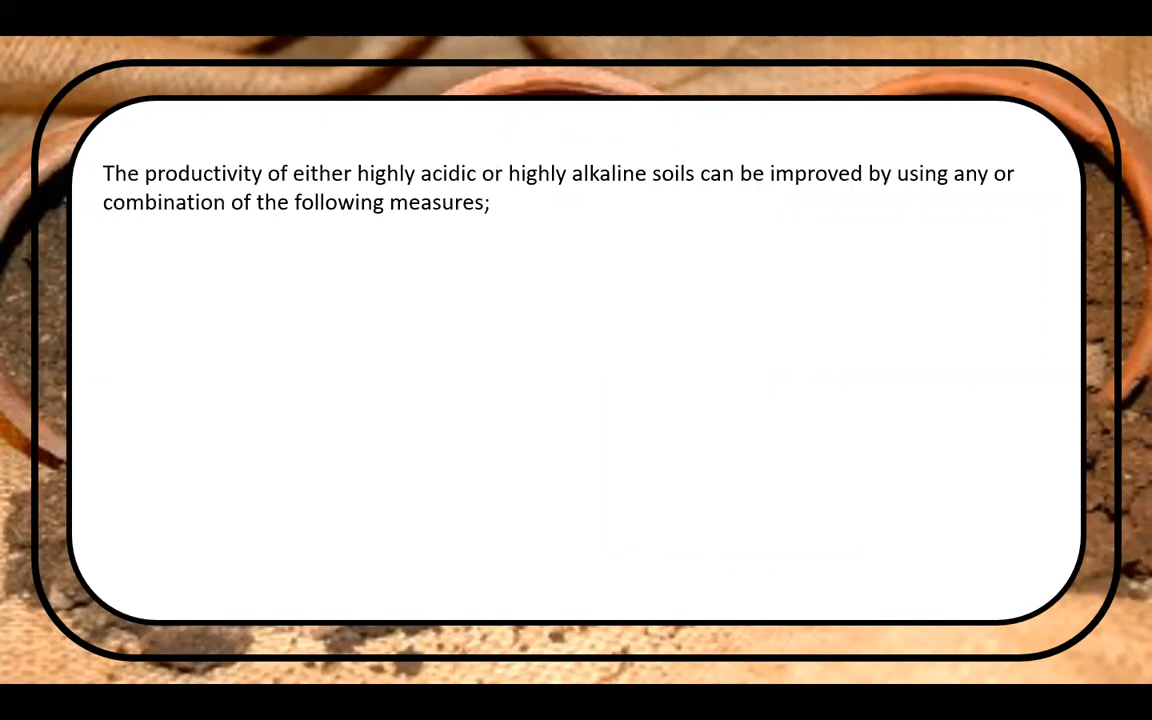 The productivity of either highly acidic or highly alkaline soils can be improved by using any or
combination of the following measures;